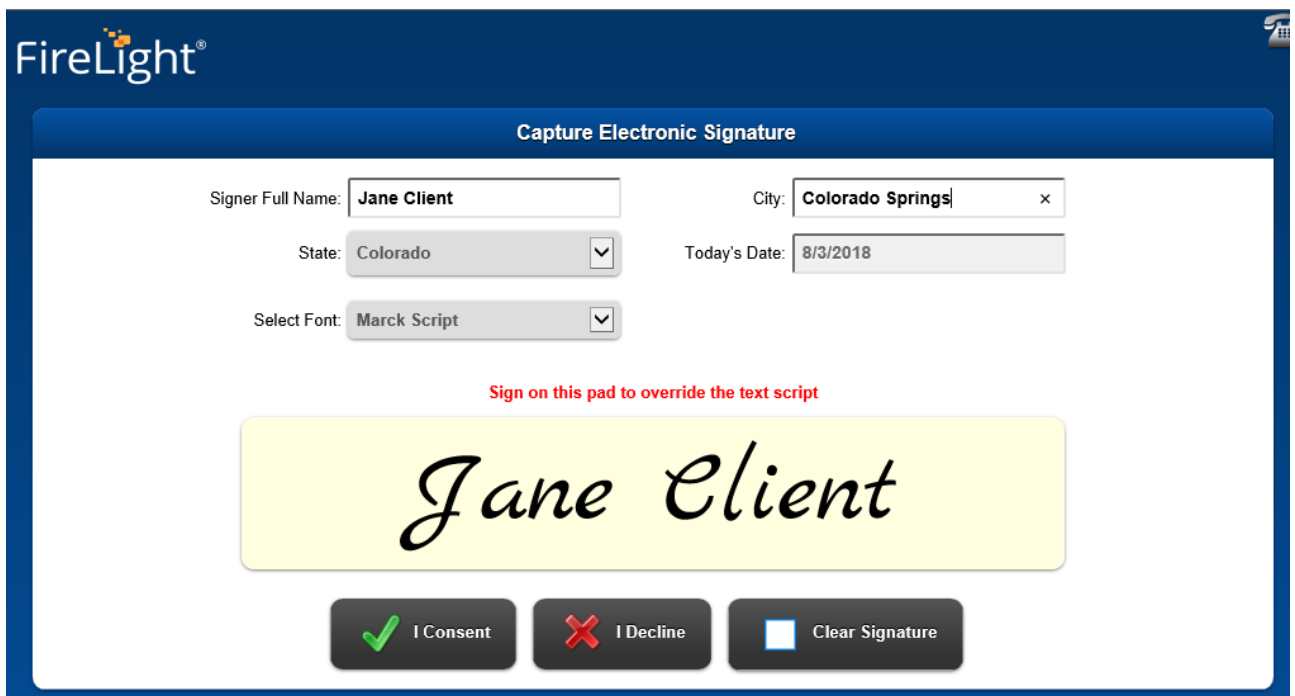 FireLight®
Capture Electronic Signature
Signer Full Name: Jane Client City: Colorado Springs ×
State: Colorado Today's Date: 8/3/2018
Select Font: Marck Script
Sign on this pad to override the text script
Jane Client
I Consent I Decline Clear Signature